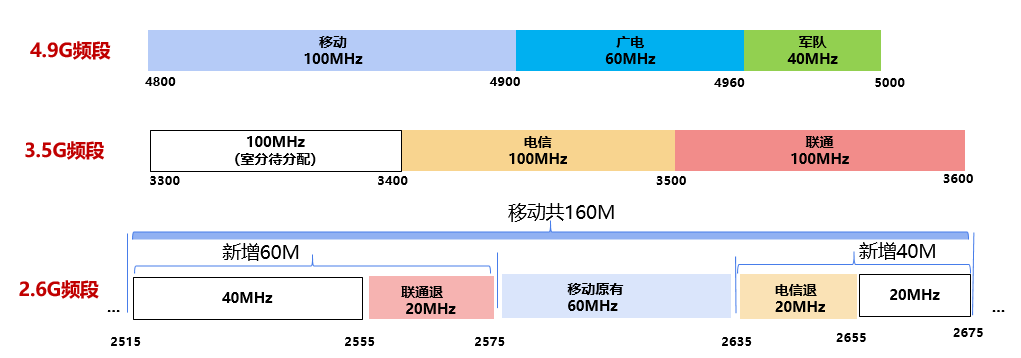 4.9G频段
移动
100MHz
广电
60MHz
军队
40MHz
4800
4900
4960
5000
3.5G频段
100MHz
(室分待分配)
电信
100MHz
联通
100MHz
3300
3400
3500
3600
移动共160M
新增60M
新增40M
2.6G频段
...
40MHz
联通退
20MHz
移动原有
60MHz
电信退
20MHz
20MHz
...
2515
2555
2575
2635
2655
2675